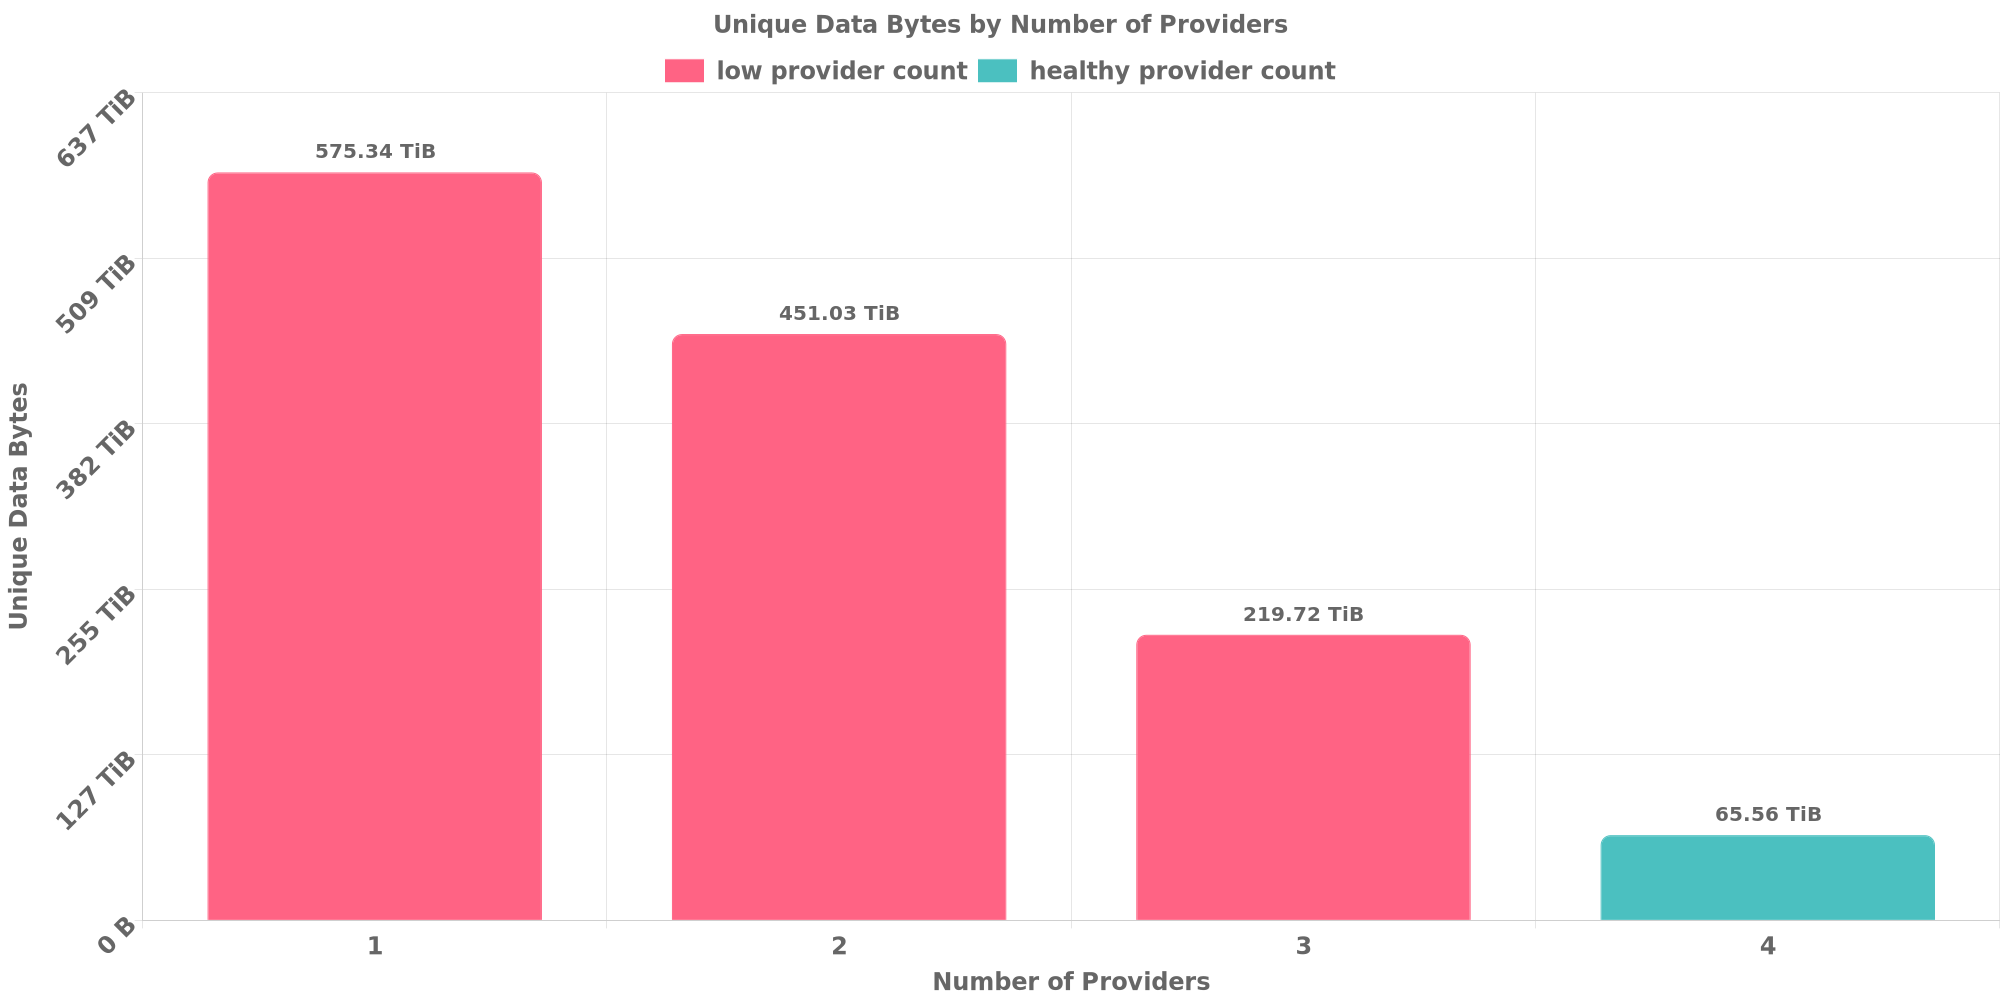 Unique Data Bytes by Number of Providers
low provider count healthy provider count
637 TiB
509 TiB
382 TiB
255 TiB
127 TiB
0 B
Unique Data Bytes
575.34 TiB
451.03 TiB
219.72 TiB
65.56 TiB
1 2 3 4
Number of Providers